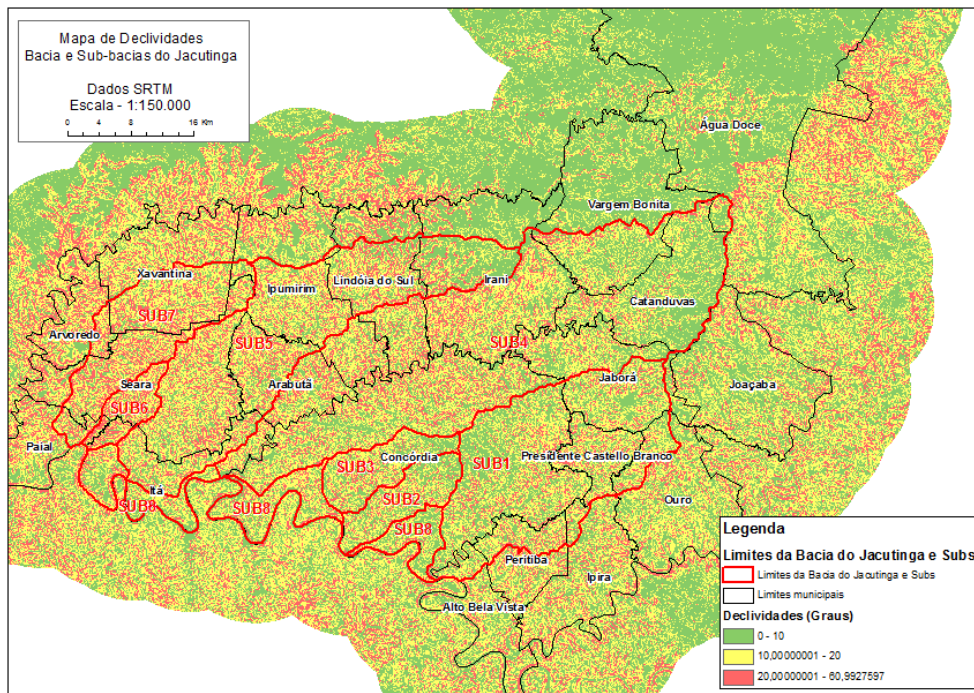 Mapa de Declividades
Bacia e Sub-bacias do Jacutinga
Dados SRTM
Escala - 1:150.000
0 4 8 16 Km
Água Doce
Vargem Bonita
Xavantina
Ipumirim
Lindóia do Sul
Irani
Catanduvas
SUB7
Arvoredo
SUB5
SUB4
Seara
Arabutã
Jaborá
Joaçaba
SUB6
Paial
Concórdia
SUB3
SUB1
Presidente Castello Branco
Itá
SUB8
SUB8
SUB2
Ouro
SUB8
Peritiba
Ipira
Alto Bela Vista
Legenda
Limites da Bacia do Jacutinga e Subs
Limites da Bacia do Jacutinga e Subs
Limites municipais
Declividades (Graus)
0 - 10
10,00000001 - 20
20,00000001 - 60,9927597